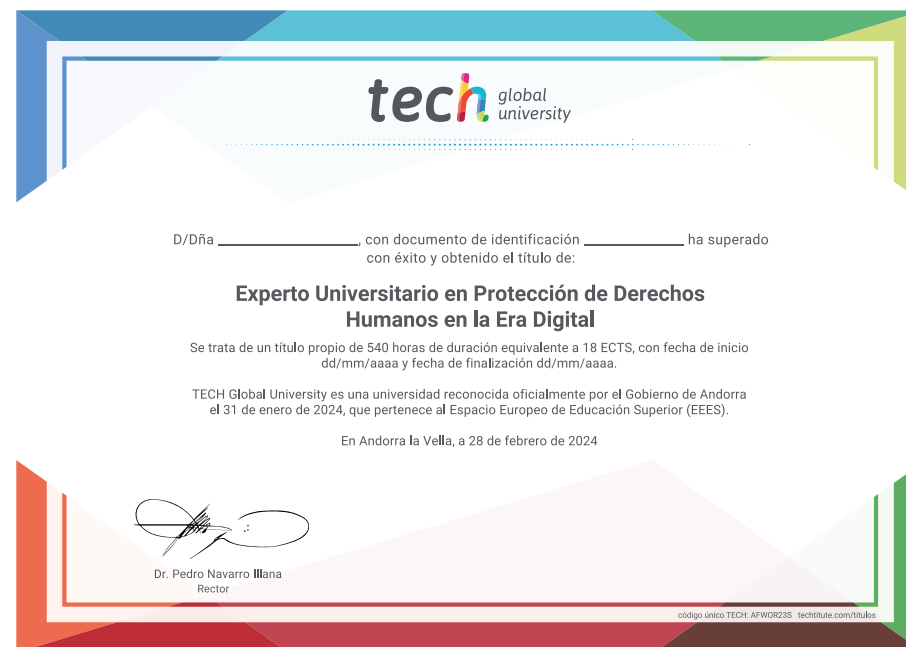 tech global university
D/Dña ____________________, con documento de identificación ______________ ha superado
con éxito y obtenido el título de:
Experto Universitario en Protección de Derechos
Humanos en la Era Digital
Se trata de un título propio de 540 horas de duración equivalente a 18 ECTS, con fecha de inicio
dd/mm/aaaa y fecha de finalización dd/mm/aaaa.
TECH Global University es una universidad reconocida oficialmente por el Gobierno de Andorra
el 31 de enero de 2024, que pertenece al Espacio Europeo de Educación Superior (EEES).
En Andorra la Vella, a 28 de febrero de 2024
Dr. Pedro Navarro Illana
Rector
código único TECH: AFWOR23S techtitute.com/titulos